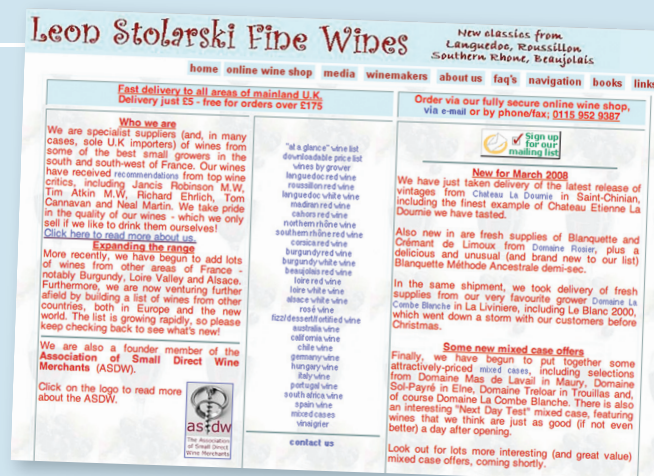 Leon Stolarski Fine Wines
New classics from
Languedoc, Roussillon
Southern Rhone, Beaujolais
home online wine shop media winemakers about us faq's navigation books links
Fast delivery to all areas of mainland U.K.
Delivery just £5 - free for orders over £175
Who we are
We are specialist suppliers (and, in many
cases, sole U.K importers) of wines from
some of the best small growers in the
south and south-west of France. Our wines
have received recommendations from top wine
critics, including Jancis Robinson M.W,
Tim Atkin M.W, Richard Ehrlich, Tom
Cannavan and Neal Martin. We take pride
in the quality of our wines - which we only
sell if we like to drink them ourselves!
Click here to read more about us.
Expanding the range
More recently, we have begun to add lots
of wines from other areas of France -
notably Burgundy, Loire Valley and Alsace.
Furthermore, we are now venturing further
afield by building a list of wines from other
countries, both in Europe and the new
world. The list is growing rapidly, so please
keep checking back to see what's new!
We are also a founder member of the
Association of Small Direct Wine
Merchants (ASDW).
Click on the logo to read more
about the ASDW.
asdw
The Association
of Small Direct
Wine Merchants
"at a glance" wine list
downloadable price list
wines by grower
languedoc red wine
roussillon red wine
languedoc white wine
madiran red wine
cahors red wine
northern rhône wine
southern rhône red wine
corsica red wine
burgundy red wine
burgundy white wine
beaujolais red wine
loire red wine
loire white wine
alsace white wine
rosé wine
fizz/dessert/fortified wine
australia wine
california wine
chile wine
germany wine
hungary wine
italy wine
portugal wine
south africa wine
spain wine
mixed cases
vinaigrier
contact us
Order via our fully secure online wine shop,
via e-mail or by phone/fax; 0115 952 9387
Sign up
for our
mailing list
New for March 2008
We have just taken delivery of the latest release of
vintages from Chateau La Dournie in Saint-Chinian,
including the finest example of Chateau Etienne La
Dournie we have tasted.
Also new in are fresh supplies of Blanquette and
Crémant de Limoux from Domaine Rosier, plus a
delicious and unusual (and brand new to our list)
Blanquette Méthode Ancestrale demi-sec.
In the same shipment, we took delivery of fresh
supplies from our very favourite grower Domaine La
Combe Blanche in La Liviniere, including Le Blanc 2000,
which went down a storm with our customers before
Christmas.
Some new mixed case offers
Finally, we have begun to put together some
attractively-priced mixed cases, including selections
from Domaine Mas de Lavail in Maury, Domaine
Sol-Payré in Elne, Domaine Treloar in Trouillas and,
of course Domaine La Combe Blanche. There is also
an interesting "Next Day Test" mixed case, featuring
wines that we think are just as good (if not even
better) a day after opening.
Look out for lots more interesting (and great value)
mixed case offers, coming shortly.